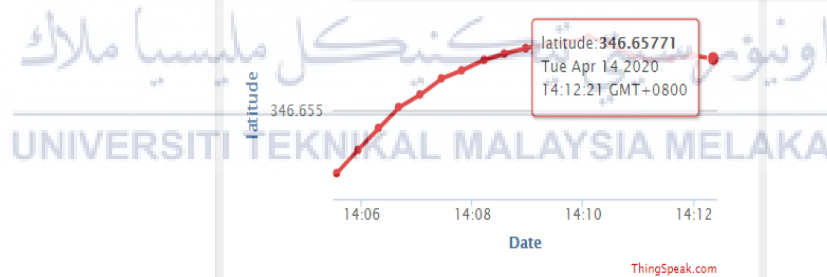 اونيورسيتي تيكنيكل مليسيا ملاك
latitude:346.65771
Tue Apr 14 2020
14:12:21 GMT+0800
latitude
346.655
UNIVERSITI TEKNIKAL MALAYSIA MELAKA
14:06 14:08 14:10 14:12
Date
ThingSpeak.com